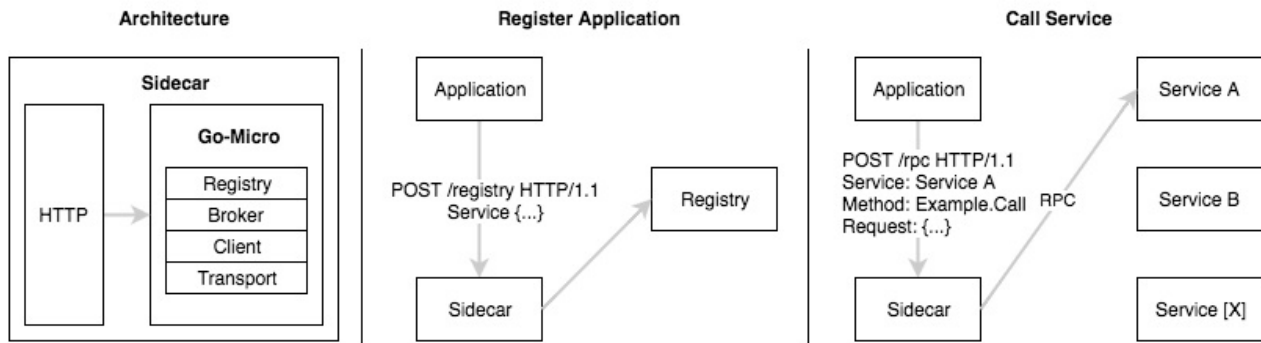 Architecture
Sidecar
HTTP
Go-Micro
Registry
Broker
Client
Transport
Register Application
Application
POST /registry HTTP/1.1
Service {...}
Registry
Sidecar
Call Service
Application
POST /rpc HTTP/1.1
Service: Service A
Method: Example.Call
Request: {...}
RPC
Sidecar
Service A
Service B
Service [X]